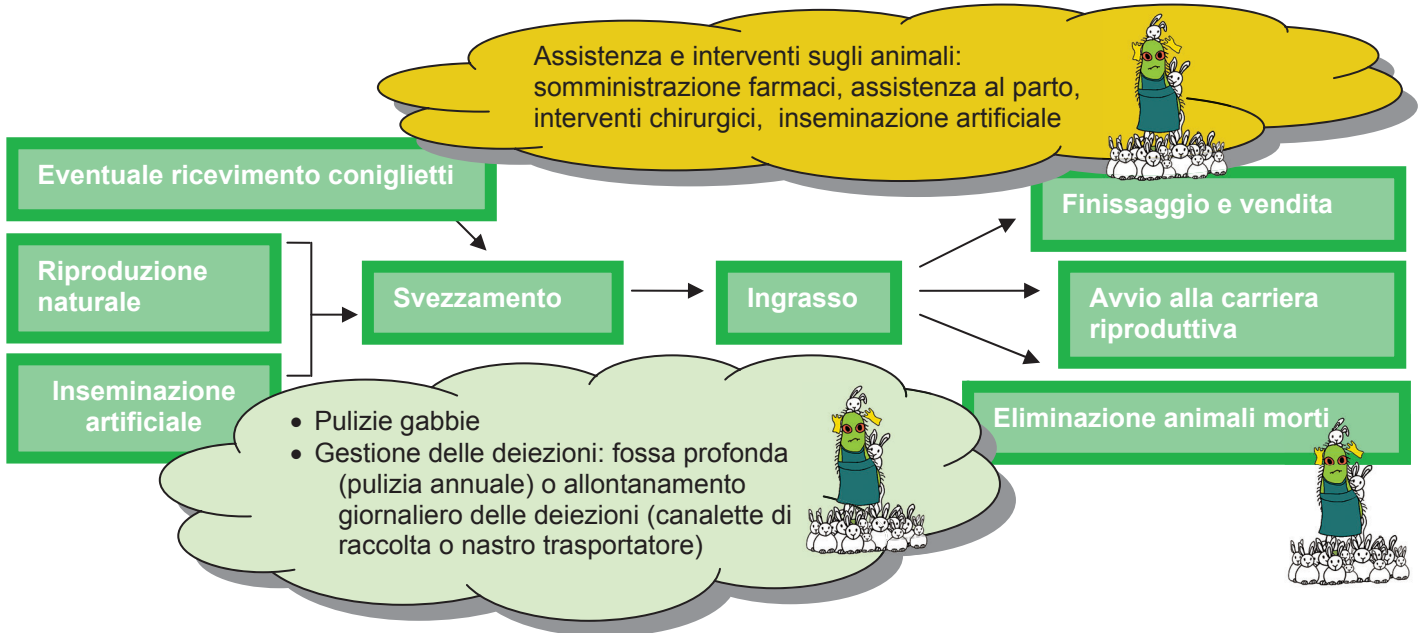 Assistenza e interventi sugli animali:
somministrazione farmaci, assistenza al parto,
interventi chirurgici, inseminazione artificiale
Eventuale ricevimento coniglietti
Riproduzione
naturale
Inseminazione
artificiale
Svezzamento
Ingrasso
Finissaggio e vendita
Avvio alla carriera
riproduttiva
Eliminazione animali morti
• Pulizie gabbie
• Gestione delle deiezioni: fossa profonda
(pulizia annuale) o allontanamento
giornaliero delle deiezioni (canalette di
raccolta o nastro trasportatore)